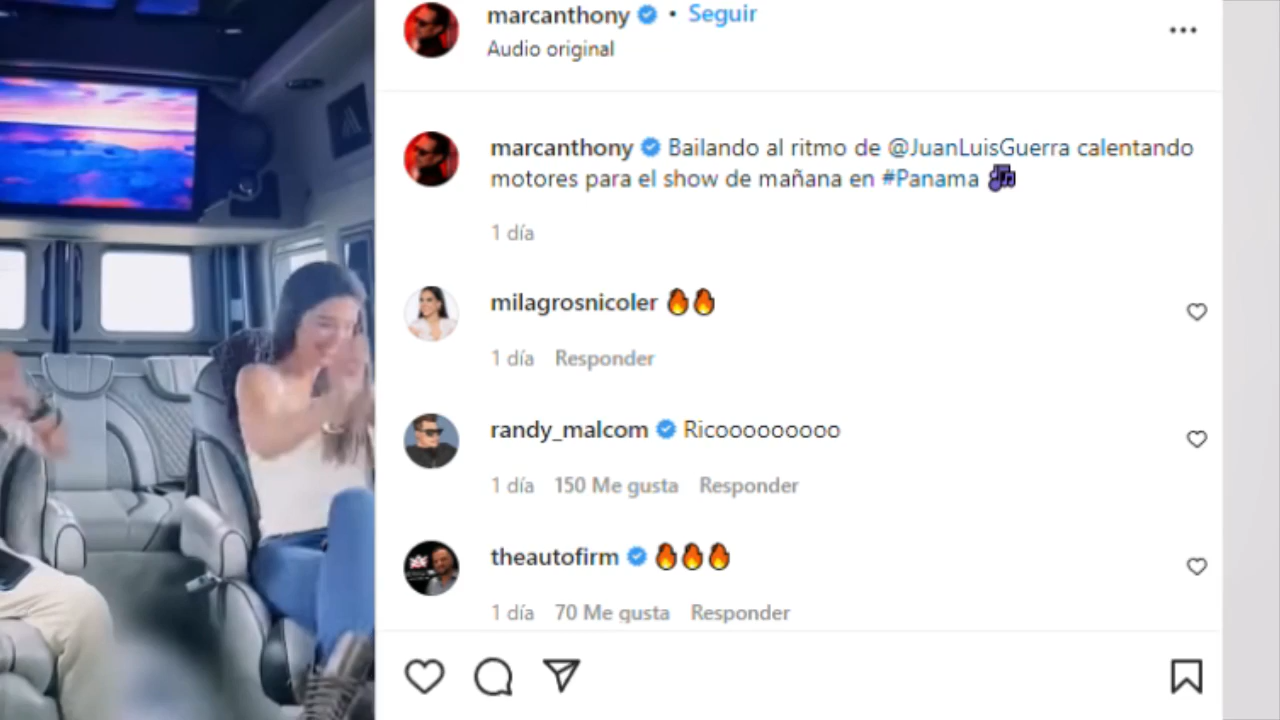 marcanthony • Seguir
Audio original
marcanthony Bailando al ritmo de @JuanLuisGuerra calentando
motores para el show de mañana en #Panama
1 día
milagrosnicoler
1 día Responder
randy_malcom Ricooooooooo
1 día 150 Me gusta Responder
theautofirm
1 día 70 Me gusta Responder